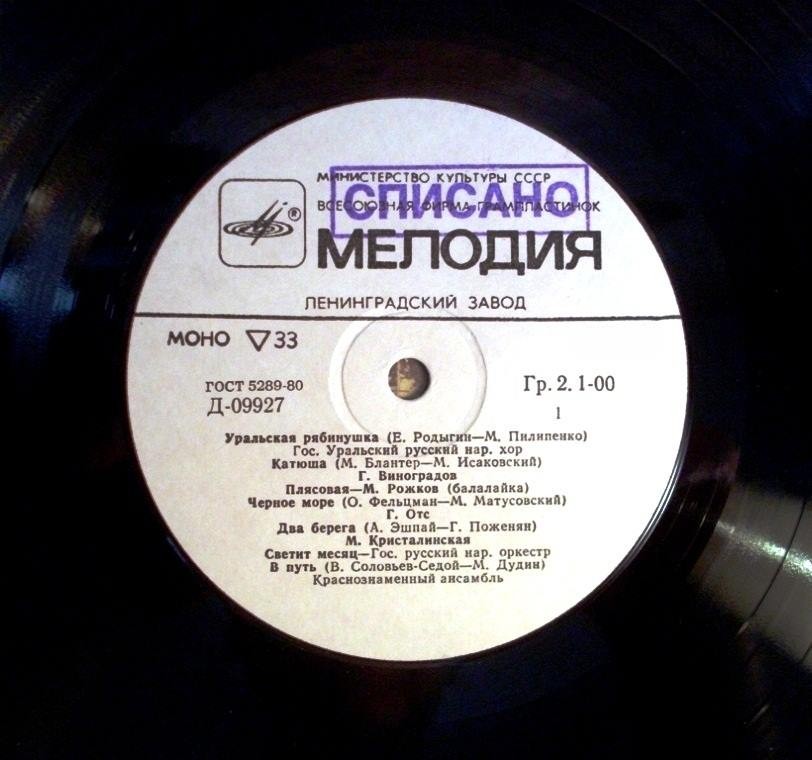 МИНИСТЕРСТВО КУЛЬТУРЫ СССР
СПИСАНО
ВСЕСОЮЗНАЯ ФИРМА ГРАМПЛАСТИНОК
®
МЕЛОДИЯ
ЛЕНИНГРАДСКИЙ ЗАВОД
МОНО ▽33
ГОСТ 5289-80
Д-09927
Гр. 2. 1-00
1
Уральская рябинушка (Е. Родыгин—М. Пилипенко)
Гос. Уральский русский нар. хор
Катюша (М. Блантер—М. Исаковский)
Г. Виноградов
Плясовая—М. Рожков (балалайка)
Черное море (О. Фельцман—М. Матусовский)
Г. Отс
Два берега (А. Эшпай—Г. Поженян)
М. Кристалинская
Светит месяц—Гос. русский нар. оркестр
В путь (В. Соловьев-Седой—М. Дудин)
Краснознаменный ансамбль